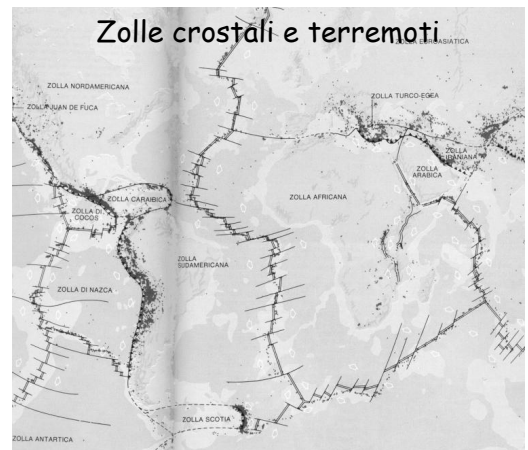 Zolle crostali e terremoti
ZOLLA EUROASIATICA
ZOLLA NORDAMERICANA
ZOLLA TURCO-EGEA
ZOLLA JUAN DE FUCA
ZOLLA IRANIANA
ZOLLA ARABICA
ZOLLA AFRICANA
ZOLLA CARAIBICA
ZOLLA DI COCOS
ZOLLA SUDAMERICANA
ZOLLA DI NAZCA
ZOLLA SCOTIA
ZOLLA ANTARTICA